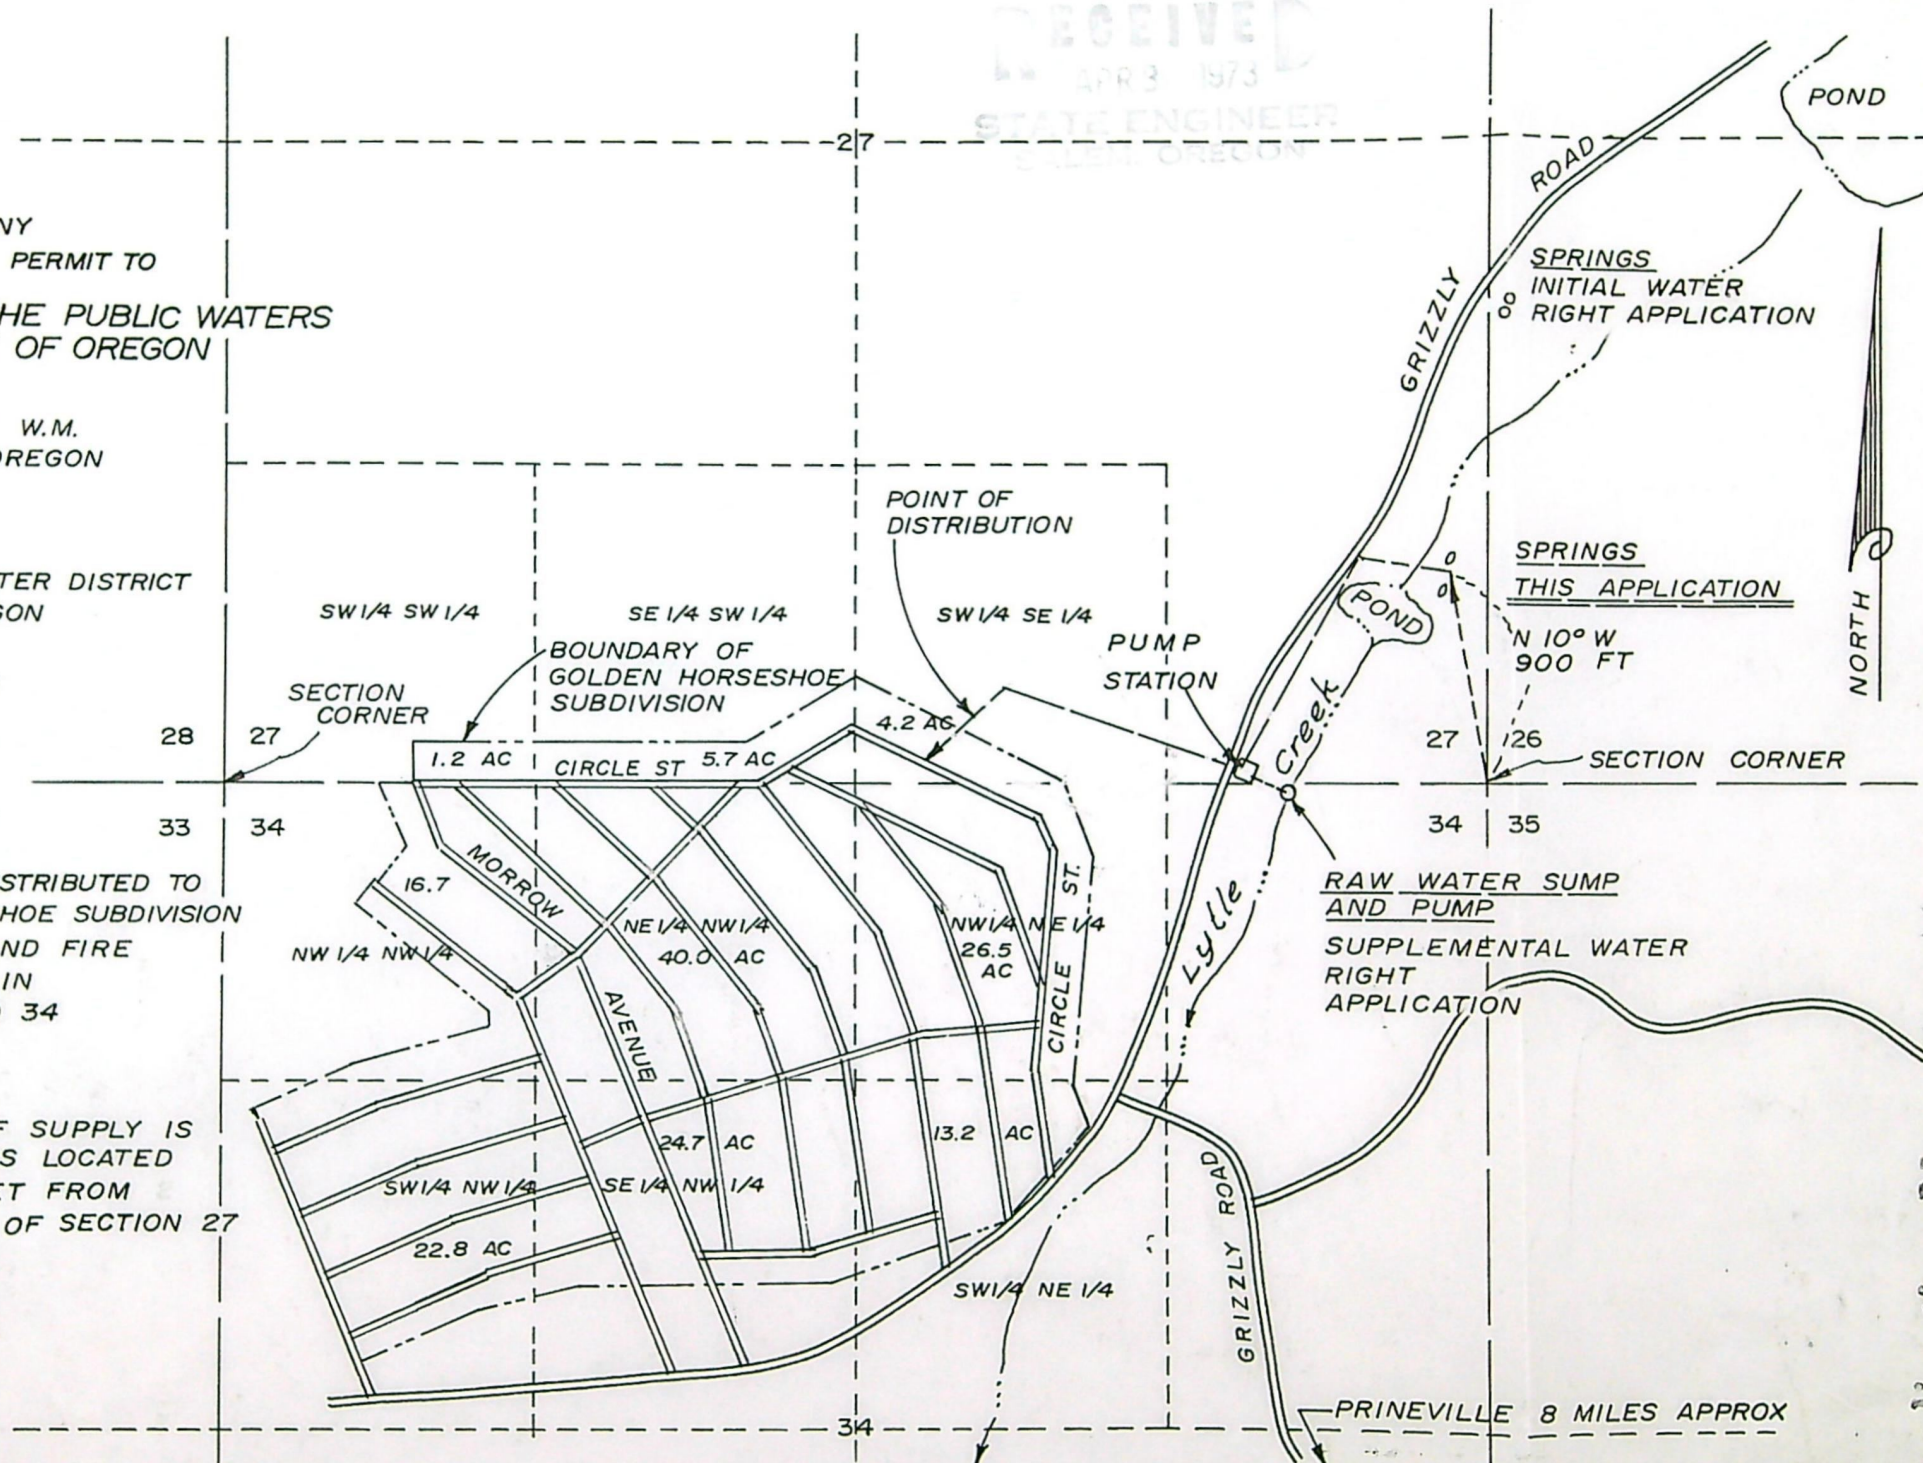 RECEIVED
APR 3 1973
STATE ENGINEER
SALEM, OREGON
27
POND
NY
PERMIT TO
HE PUBLIC WATERS
OF OREGON
W.M.
OREGON
TER DISTRICT
GON
GRIZZLY ROAD
SPRINGS
INITIAL WATER
RIGHT APPLICATION
POINT OF
DISTRIBUTION
SPRINGS
THIS APPLICATION
N 10° W
900 FT
NORTH
POND
SW 1/4 SW 1/4
SE 1/4 SW 1/4
SW 1/4 SE 1/4
PUMP
STATION
BOUNDARY OF
GOLDEN HORSESHOE
SUBDIVISION
SECTION
CORNER
28 27
33 34
4.2 AC
1.2 AC
CIRCLE ST
5.7 AC
27 26
34 35
SECTION CORNER
Lytle Creek
STRIBUTED TO
HOE SUBDIVISION
ND FIRE
IN
34
16.7
MORROW
AVENUE
NW 1/4 NW 1/4
NE 1/4 NW 1/4
40.0 AC
NW 1/4 NE 1/4
26.5
AC
CIRCLE ST.
RAW WATER SUMP
AND PUMP
SUPPLEMENTAL WATER
RIGHT
APPLICATION
F SUPPLY IS
S LOCATED
ET FROM
OF SECTION 27
24.7 AC
13.2 AC
SW 1/4 NW 1/4
SE 1/4 NW 1/4
22.8 AC
SW 1/4 NE 1/4
GRIZZLY ROAD
34
PRINEVILLE 8 MILES APPROX